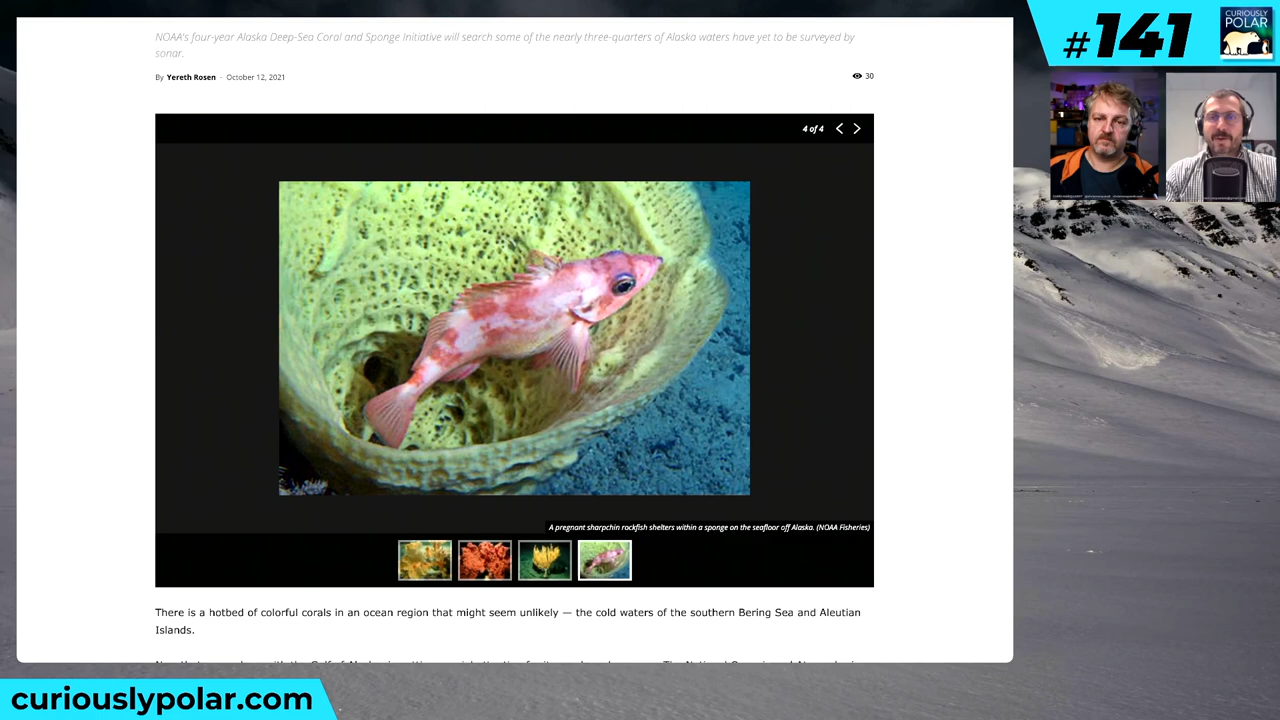 NOAA's four-year Alaska Deep-Sea Coral and Sponge Initiative will search some of the nearly three-quarters of Alaska waters have yet to be surveyed by
sonar.
By Yereth Rosen - October 12, 2021
30
#141
CURIOUSLY
POLAR
4 of 4
A pregnant sharpchin rockfish shelters within a sponge on the seafloor off Alaska. (NOAA Fisheries)
There is a hotbed of colorful corals in an ocean region that might seem unlikely — the cold waters of the southern Bering Sea and Aleutian
Islands.
curiouslypolar.com